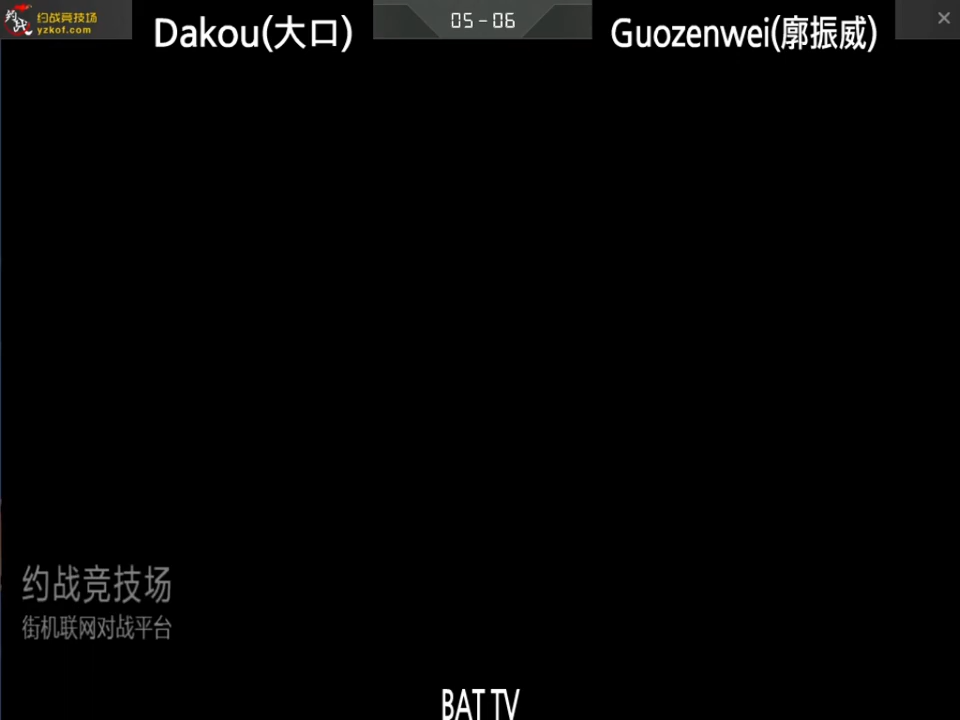 约战竞技场
yzkof.com
Dakou(大口)
05-06
Guozenwei(廓振威)
约战竞技场
街机联网对战平台
BAT TV